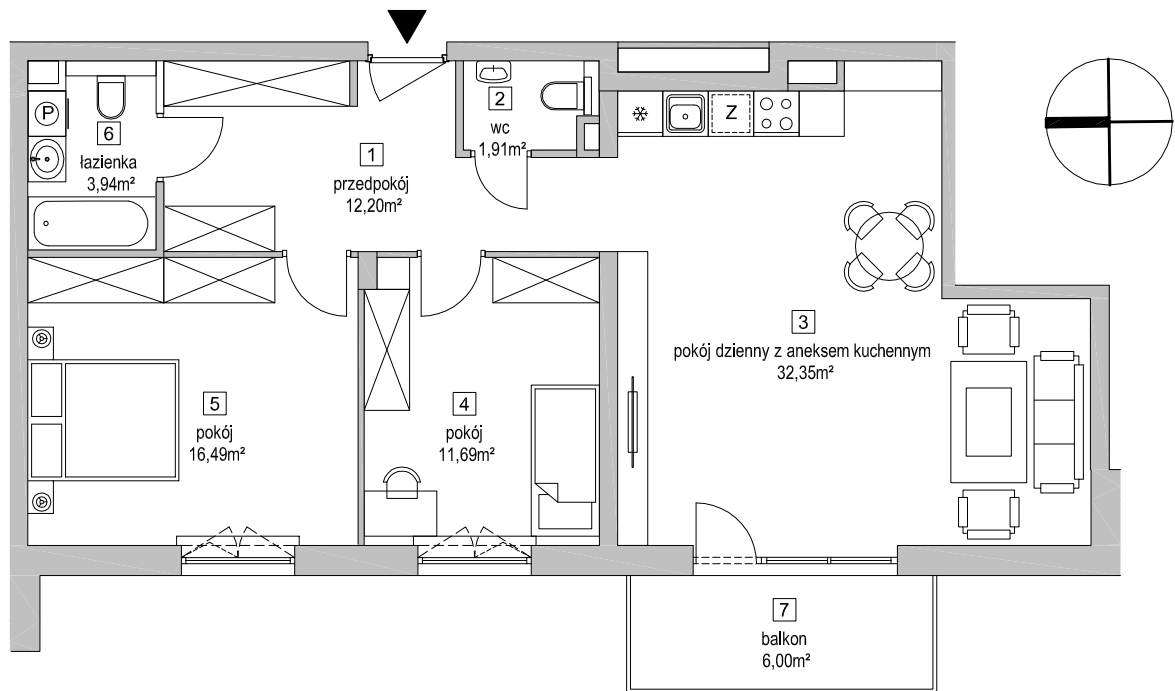 1
przedpokój
12,20m²
2
wc
1,91m²
3
pokój dzienny z aneksem kuchennym
32,35m²
4
pokój
11,69m²
5
pokój
16,49m²
6
łazienka
3,94m²
7
balkon
6,00m²
P
Z